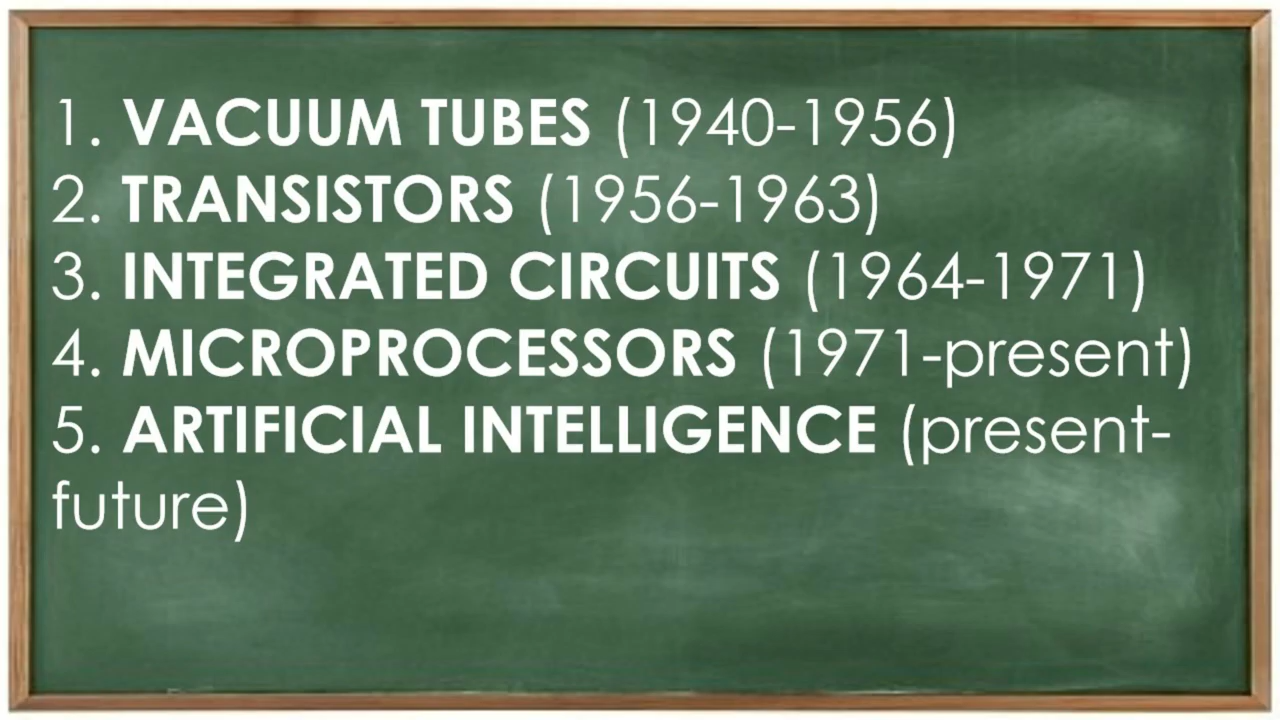 1. VACUUM TUBES (1940-1956)
2. TRANSISTORS (1956-1963)
3. INTEGRATED CIRCUITS (1964-1971)
4. MICROPROCESSORS (1971-present)
5. ARTIFICIAL INTELLIGENCE (present-
future)